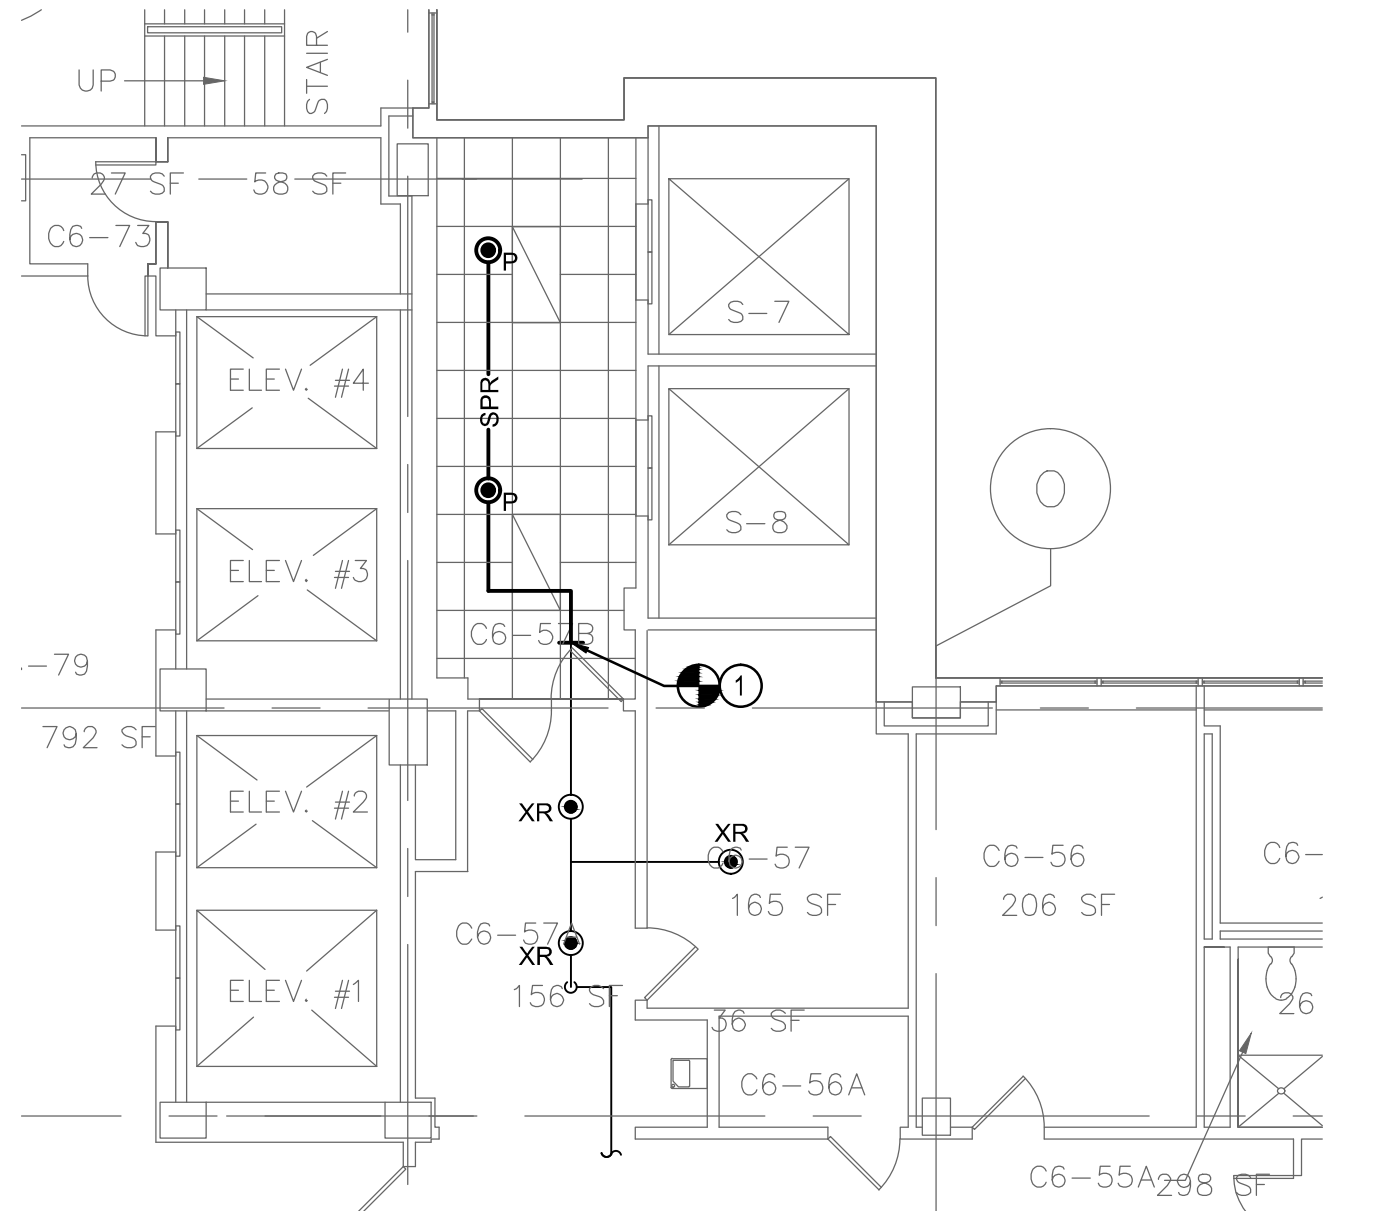 STAIR
UP
27 SF
58 SF
C6-73
P
S-7
ELEV. #4
SPR
P
S-8
ELEV. #3
C6-57B
-79
1
792 SF
ELEV. #2
XR
XR
C6-57
C6-56
C6-
165 SF
206 SF
C6-57A
XR
ELEV. #1
156 SF
26
36 SF
C6-56A
C6-55A
298 SF